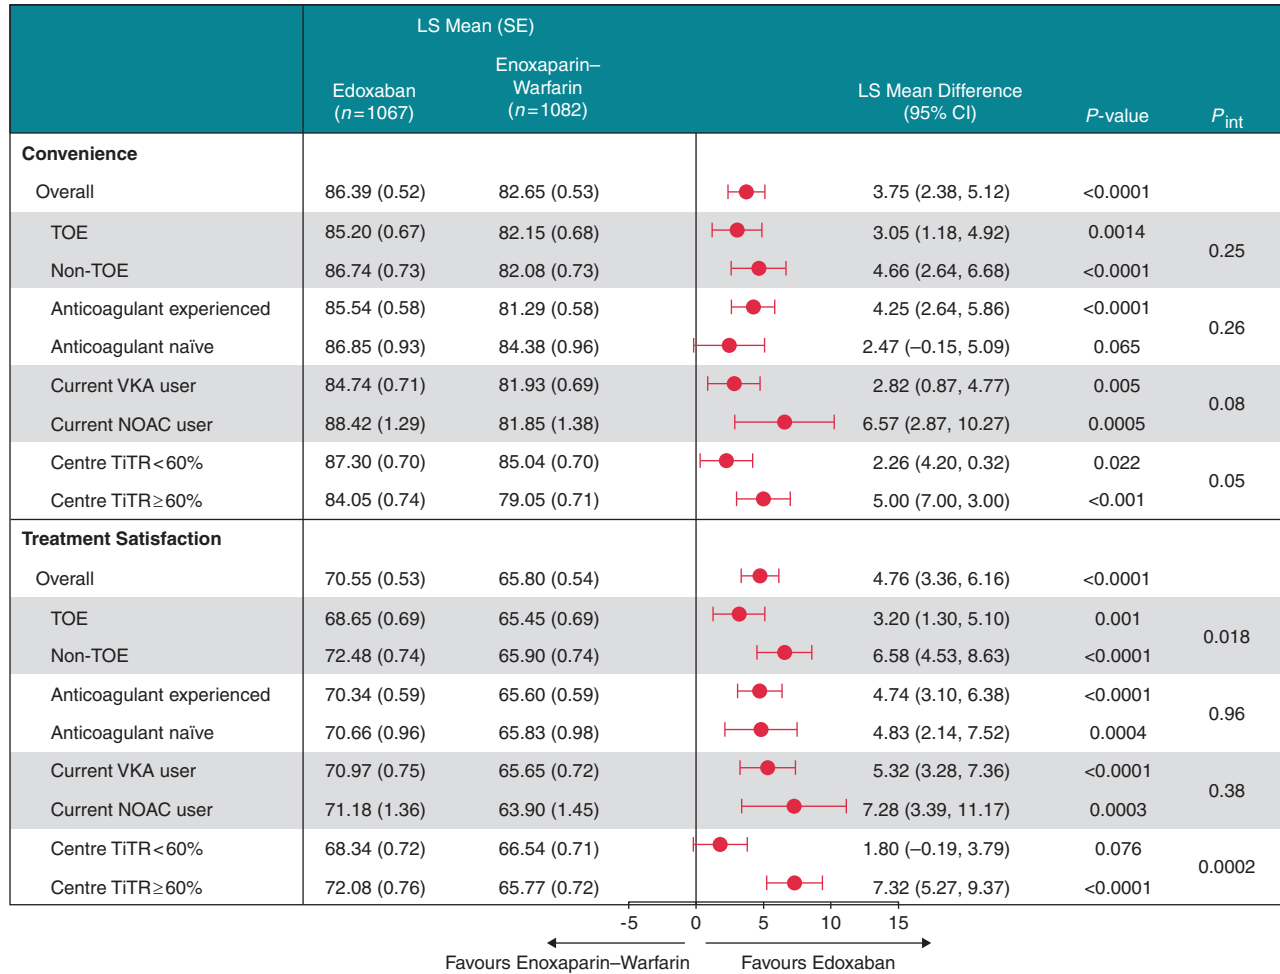 LS Mean (SE)
Edoxaban (n=1067) Enoxaparin–Warfarin (n=1082) LS Mean Difference (95% CI) P-value Pint
Convenience
Overall 86.39 (0.52) 82.65 (0.53) 3.75 (2.38, 5.12) <0.0001
TOE 85.20 (0.67) 82.15 (0.68) 3.05 (1.18, 4.92) 0.0014
0.25
Non-TOE 86.74 (0.73) 82.08 (0.73) 4.66 (2.64, 6.68) <0.0001
Anticoagulant experienced 85.54 (0.58) 81.29 (0.58) 4.25 (2.64, 5.86) <0.0001
0.26
Anticoagulant naïve 86.85 (0.93) 84.38 (0.96) 2.47 (–0.15, 5.09) 0.065
Current VKA user 84.74 (0.71) 81.93 (0.69) 2.82 (0.87, 4.77) 0.005
0.08
Current NOAC user 88.42 (1.29) 81.85 (1.38) 6.57 (2.87, 10.27) 0.0005
Centre TiTR<60% 87.30 (0.70) 85.04 (0.70) 2.26 (4.20, 0.32) 0.022
0.05
Centre TiTR≥60% 84.05 (0.74) 79.05 (0.71) 5.00 (7.00, 3.00) <0.001
Treatment Satisfaction
Overall 70.55 (0.53) 65.80 (0.54) 4.76 (3.36, 6.16) <0.0001
TOE 68.65 (0.69) 65.45 (0.69) 3.20 (1.30, 5.10) 0.001
0.018
Non-TOE 72.48 (0.74) 65.90 (0.74) 6.58 (4.53, 8.63) <0.0001
Anticoagulant experienced 70.34 (0.59) 65.60 (0.59) 4.74 (3.10, 6.38) <0.0001
0.96
Anticoagulant naïve 70.66 (0.96) 65.83 (0.98) 4.83 (2.14, 7.52) 0.0004
Current VKA user 70.97 (0.75) 65.65 (0.72) 5.32 (3.28, 7.36) <0.0001
0.38
Current NOAC user 71.18 (1.36) 63.90 (1.45) 7.28 (3.39, 11.17) 0.0003
Centre TiTR<60% 68.34 (0.72) 66.54 (0.71) 1.80 (–0.19, 3.79) 0.076
0.0002
Centre TiTR≥60% 72.08 (0.76) 65.77 (0.72) 7.32 (5.27, 9.37) <0.0001
-5 0 5 10 15
Favours Enoxaparin–Warfarin Favours Edoxaban